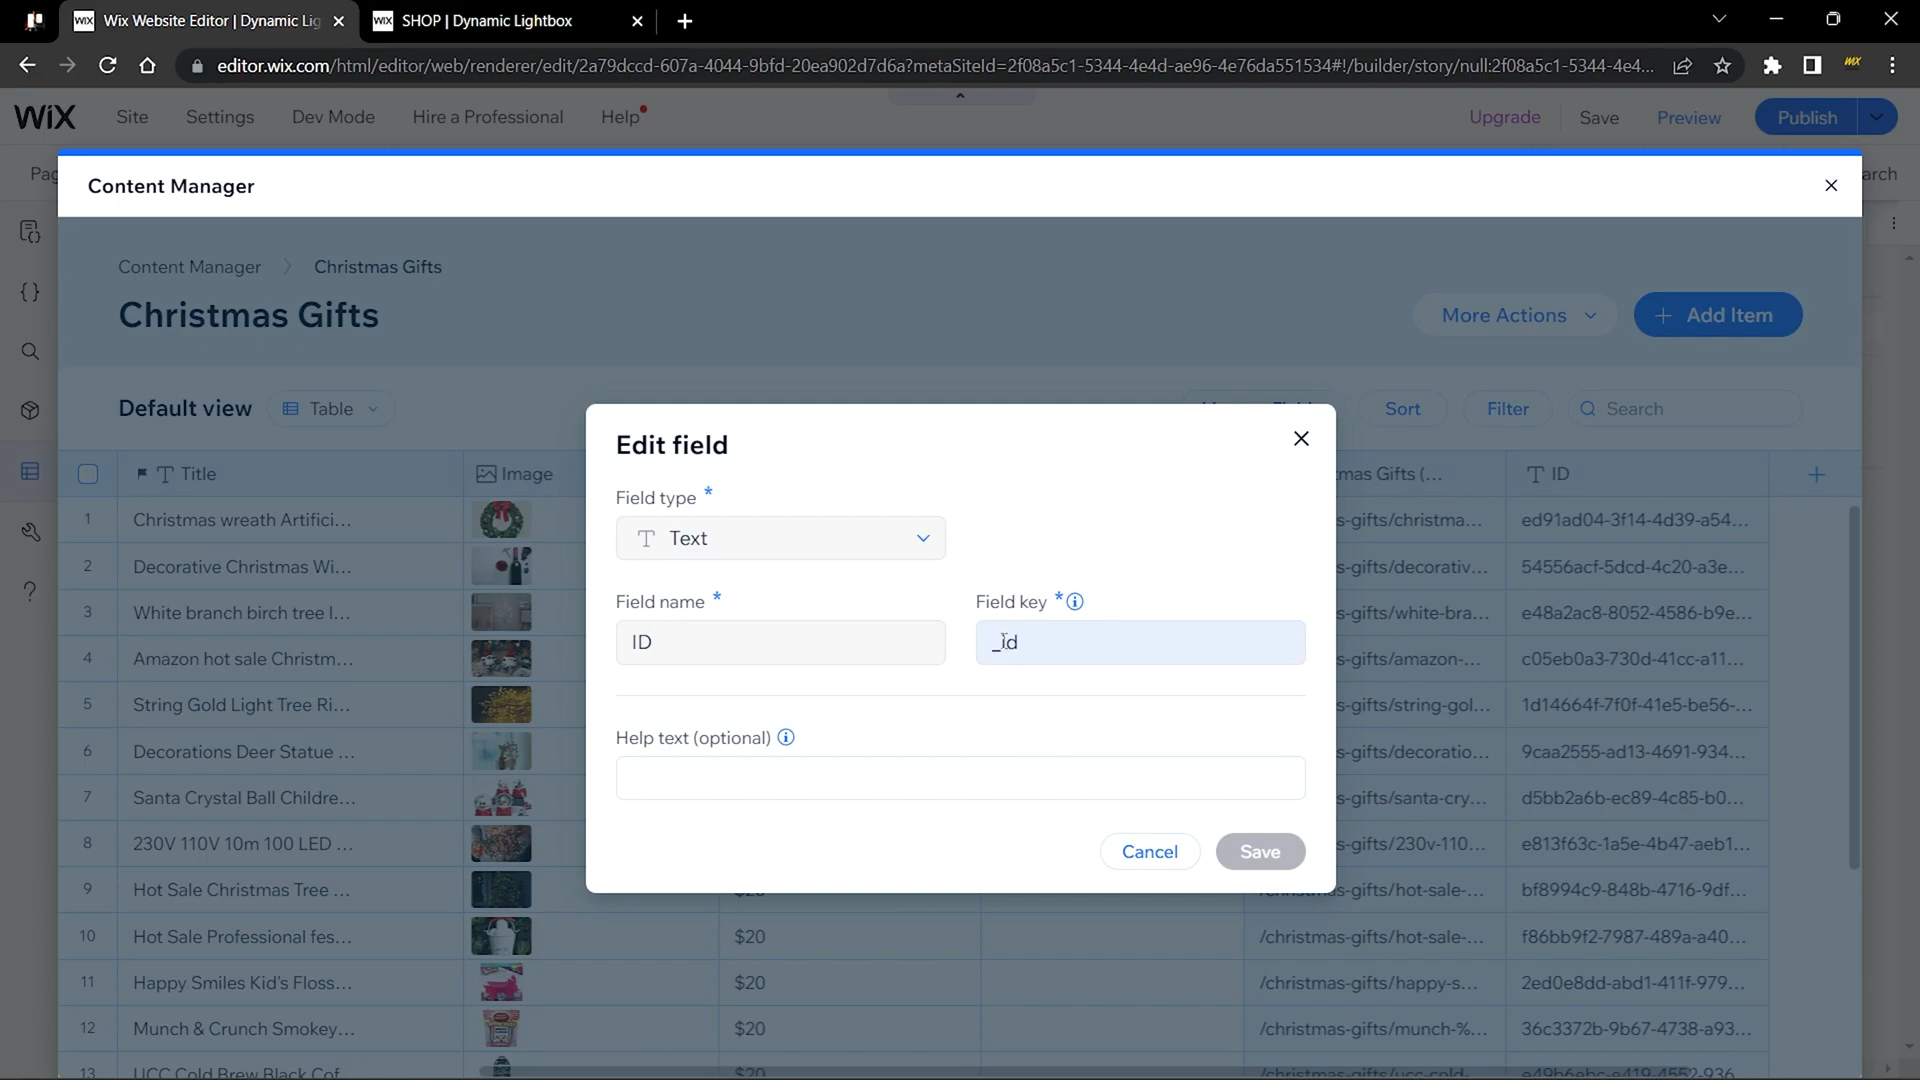 Wix Website Editor | Dynamic Lig
SHOP | Dynamic Lightbox
editor.wix.com/html/editor/web/renderer/edit/2a79dccd-607a-4044-9bfd-20ea902d7d6a?metaSiteId=2f08a5c1-5344-4e4d-ae96-4e76da551534#!/builder/story/null:2f08a5c1-5344-4e4...
WiX Site Settings Dev Mode Hire a Professional Help Upgrade Save Preview Publish
Pag arch
Content Manager
Content Manager > Christmas Gifts
Christmas Gifts
More Actions + Add Item
Default view Table Sort Filter Search
Title Image mas Gifts (... ID
Edit field
Field type *
Text
Field name * Field key *
ID _id
Help text (optional)
Cancel Save
1 Christmas wreath Artifici... s-gifts/christma... ed91ad04-3f14-4d39-a54...
2 Decorative Christmas Wi... s-gifts/decorativ... 54556acf-5dcd-4c20-a3e...
3 White branch birch tree l... s-gifts/white-bra... e48a2ac8-8052-4586-b9e...
4 Amazon hot sale Christm... s-gifts/amazon-... c05eb0a3-730d-41cc-a11...
5 String Gold Light Tree Ri... s-gifts/string-gol... 1d14664f-7f0f-41e5-be56-...
6 Decorations Deer Statue ... s-gifts/decoratio... 9caa2555-ad13-4691-934...
7 Santa Crystal Ball Childre... s-gifts/santa-cry... d5bb2a6b-ec89-4c85-b0...
8 230V 110V 10m 100 LED ... s-gifts/230v-110... e813f63c-1a5e-4b47-aeb1...
9 Hot Sale Christmas Tree ... $20 s-gifts/hot-sale-... bf8994c9-848b-4716-9df...
10 Hot Sale Professional fes... $20 /christmas-gifts/hot-sale-... f86bb9f2-7987-489a-a40...
11 Happy Smiles Kid's Floss... $20 /christmas-gifts/happy-s... 2ed0e8dd-abd1-411f-979...
12 Munch & Crunch Smokey... $20 /christmas-gifts/munch-%... 36c3372b-9b67-4738-a93...
13 UCC Cold Brew Black Cof $20 /christmas-gifts/ucc-cold- e49b6ebc-e419-4552-936